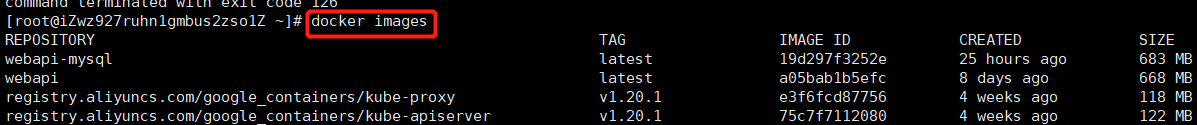 command terminated with exit code 126
[root@iZwz927ruhn1gmbus2zso1Z ~]# docker images
REPOSITORY TAG IMAGE ID CREATED SIZE
webapi-mysql latest 19d297f3252e 25 hours ago 683 MB
webapi latest a05bab1b5efc 8 days ago 668 MB
registry.aliyuncs.com/google_containers/kube-proxy v1.20.1 e3f6fcd87756 4 weeks ago 118 MB
registry.aliyuncs.com/google_containers/kube-apiserver v1.20.1 75c7f7112080 4 weeks ago 122 MB